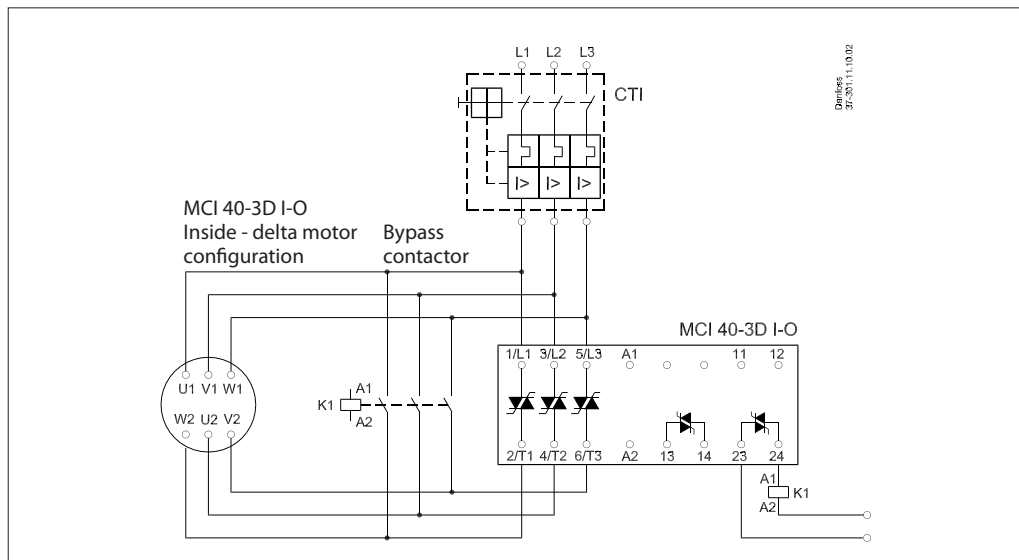 L1 L2 L3
CTI
Danfoss
37-301.11.10.02
I> I> I>
MCI 40-3D I-O
Inside - delta motor
configuration
Bypass
contactor
MCI 40-3D I-O
1/L1 3/L2 5/L3 A1 11 12
U1 V1 W1
W2 U2 V2
A1
K1
A2
2/T1 4/T2 6/T3 A2 13 14 23 24
A1
K1
A2